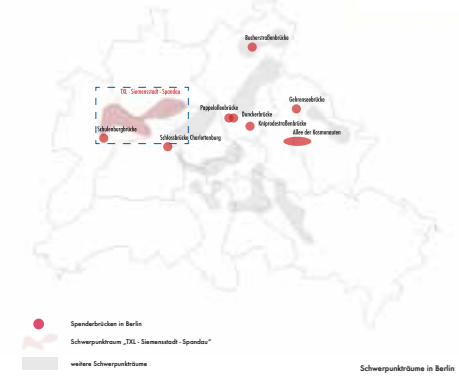 Bucherstraßenbrücke
TXL - Siemensstadt - Spandau
Gehrenseebrücke
Pappelallenbrücke
Dunckerbrücke
Kniprodestraßenbrücke
Schulenburgbrücke
Schlossbrücke Charlottenburg
Allee der Kosmonauten
Spenderbrücken in Berlin
Schwerpunktraum „TXL - Siemensstadt - Spandau"
weitere Schwerpunkträume
Schwerpunkträume in Berlin